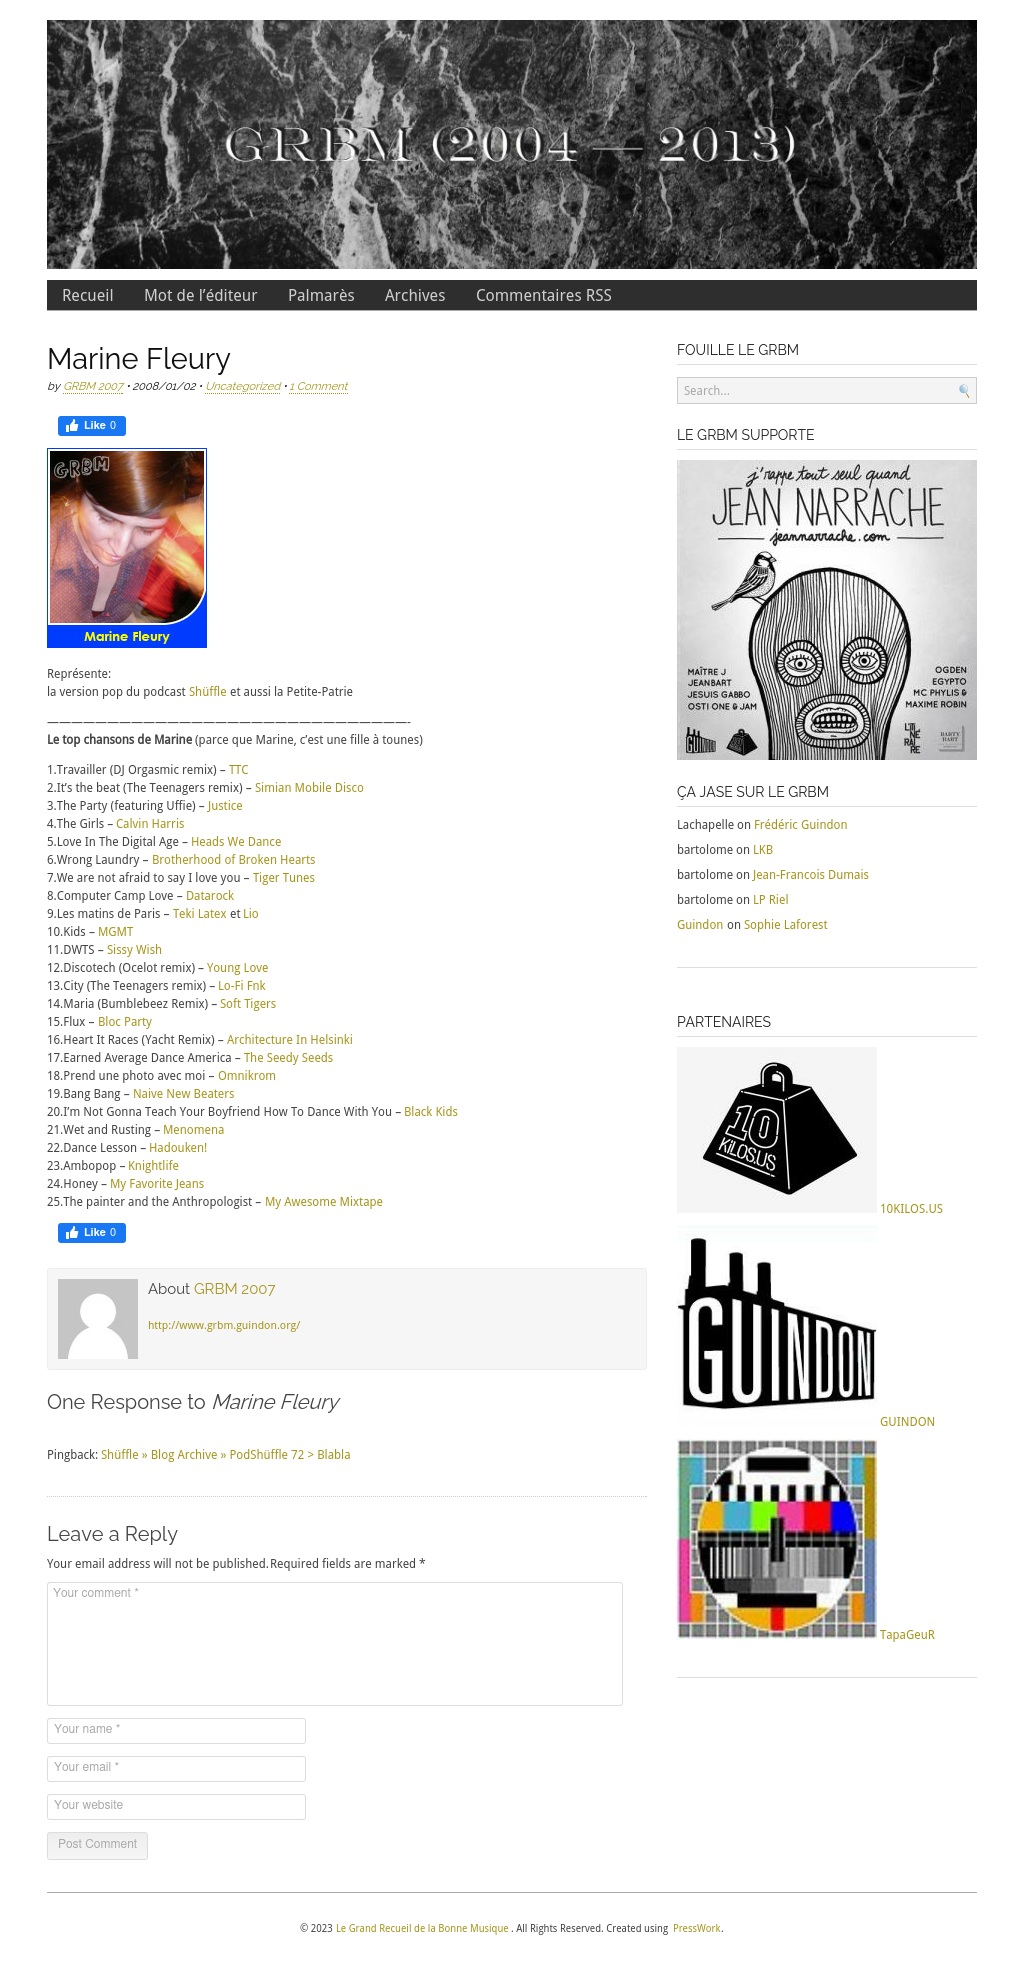 GRBM (2004 — 2013)
Recueil Mot de l’éditeur Palmarès Archives Commentaires RSS
Marine Fleury
by GRBM 2007 • 2008/01/02 • Uncategorized • 1 Comment
Like 0
GRBM
Marine Fleury
Représente:
la version pop du podcast Shüffle et aussi la Petite-Patrie
——————————————————————————————-
Le top chansons de Marine (parce que Marine, c’est une fille à tounes)
1.Travailler (DJ Orgasmic remix) – TTC
2.It’s the beat (The Teenagers remix) – Simian Mobile Disco
3.The Party (featuring Uffie) – Justice
4.The Girls – Calvin Harris
5.Love In The Digital Age – Heads We Dance
6.Wrong Laundry – Brotherhood of Broken Hearts
7.We are not afraid to say I love you – Tiger Tunes
8.Computer Camp Love – Datarock
9.Les matins de Paris – Teki Latex et Lio
10.Kids – MGMT
11.DWTS – Sissy Wish
12.Discotech (Ocelot remix) – Young Love
13.City (The Teenagers remix) – Lo-Fi Fnk
14.Maria (Bumblebeez Remix) – Soft Tigers
15.Flux – Bloc Party
16.Heart It Races (Yacht Remix) – Architecture In Helsinki
17.Earned Average Dance America – The Seedy Seeds
18.Prend une photo avec moi – Omnikrom
19.Bang Bang – Naive New Beaters
20.I’m Not Gonna Teach Your Boyfriend How To Dance With You – Black Kids
21.Wet and Rusting – Menomena
22.Dance Lesson – Hadouken!
23.Ambopop – Knightlife
24.Honey – My Favorite Jeans
25.The painter and the Anthropologist – My Awesome Mixtape
Like 0
About GRBM 2007
http://www.grbm.guindon.org/
One Response to Marine Fleury
Pingback: Shüffle » Blog Archive » PodShüffle 72 > Blabla
Leave a Reply
Your email address will not be published. Required fields are marked *
Your comment *
Your name *
Your email *
Your website
Post Comment
FOUILLE LE GRBM
Search...
LE GRBM SUPPORTE
j'rappe tout seul quand
JEAN NARRACHE
jeannarrache.com
MAÎTRE J
JEANBART
JESUIS GABBO
OSTI ONE & JAM
OGDEN
EGYPTO
MC PHYLIS &
MAXIME ROBIN
GUINDON
L'ITI
NÉ
RAI
RE
BARTY
HART
ÇA JASE SUR LE GRBM
Lachapelle on Frédéric Guindon
bartolome on LKB
bartolome on Jean-Francois Dumais
bartolome on LP Riel
Guindon on Sophie Laforest
PARTENAIRES
10
KILOS.US
10KILOS.US
GUINDON
GUINDON
TapaGeuR
© 2023 Le Grand Recueil de la Bonne Musique . All Rights Reserved. Created using PressWork.